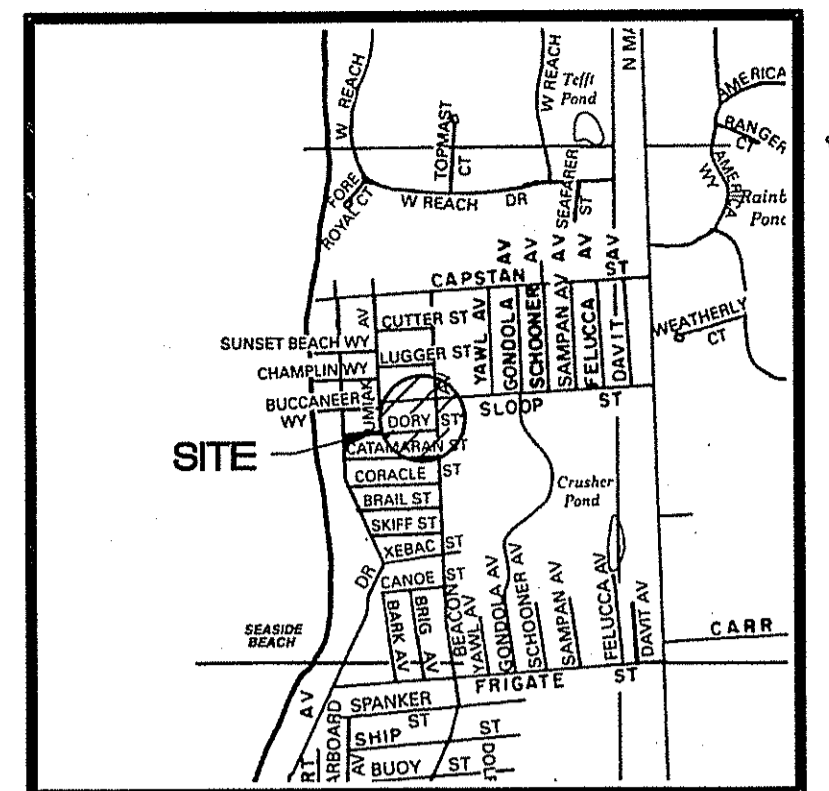 W REACH
TOPMAST CT
W REACH
Tefft Pond
N MA
AMERICA
RANGER CT
AMERICA WY
FORE ROYAL CT
W REACH DR
SEAFARER ST
CAPSTAN ST
AV
AV
AV
AV
AV
CUTTER ST
SUNSET BEACH WY
AV
YAWL AV
GONDOLA
SCHOONER
SAMPAN AV
FELUCCA
DAVIT
WEATHERLY CT
LUGGER ST
CHAMPLIN WY
BUCCANEER WY
UMIAK
SLOOP ST
DORY ST
SITE
CATAMARAN ST
CORACLE ST
Crusher Pond
BRAIL ST
SKIFF ST
XEBAC ST
DR
CANOE ST
BARK AV
BRIG AV
BEACON
YAWL AV
GONDOLA AV
SCHOONER AV
SAMPAN AV
FELUCCA AV
DAVIT AV
SEASIDE BEACH
CARR
FRIGATE ST
AV
SPANKER ST
ARBOARD AV
SHIP ST
RT
BUOY ST
DOLF